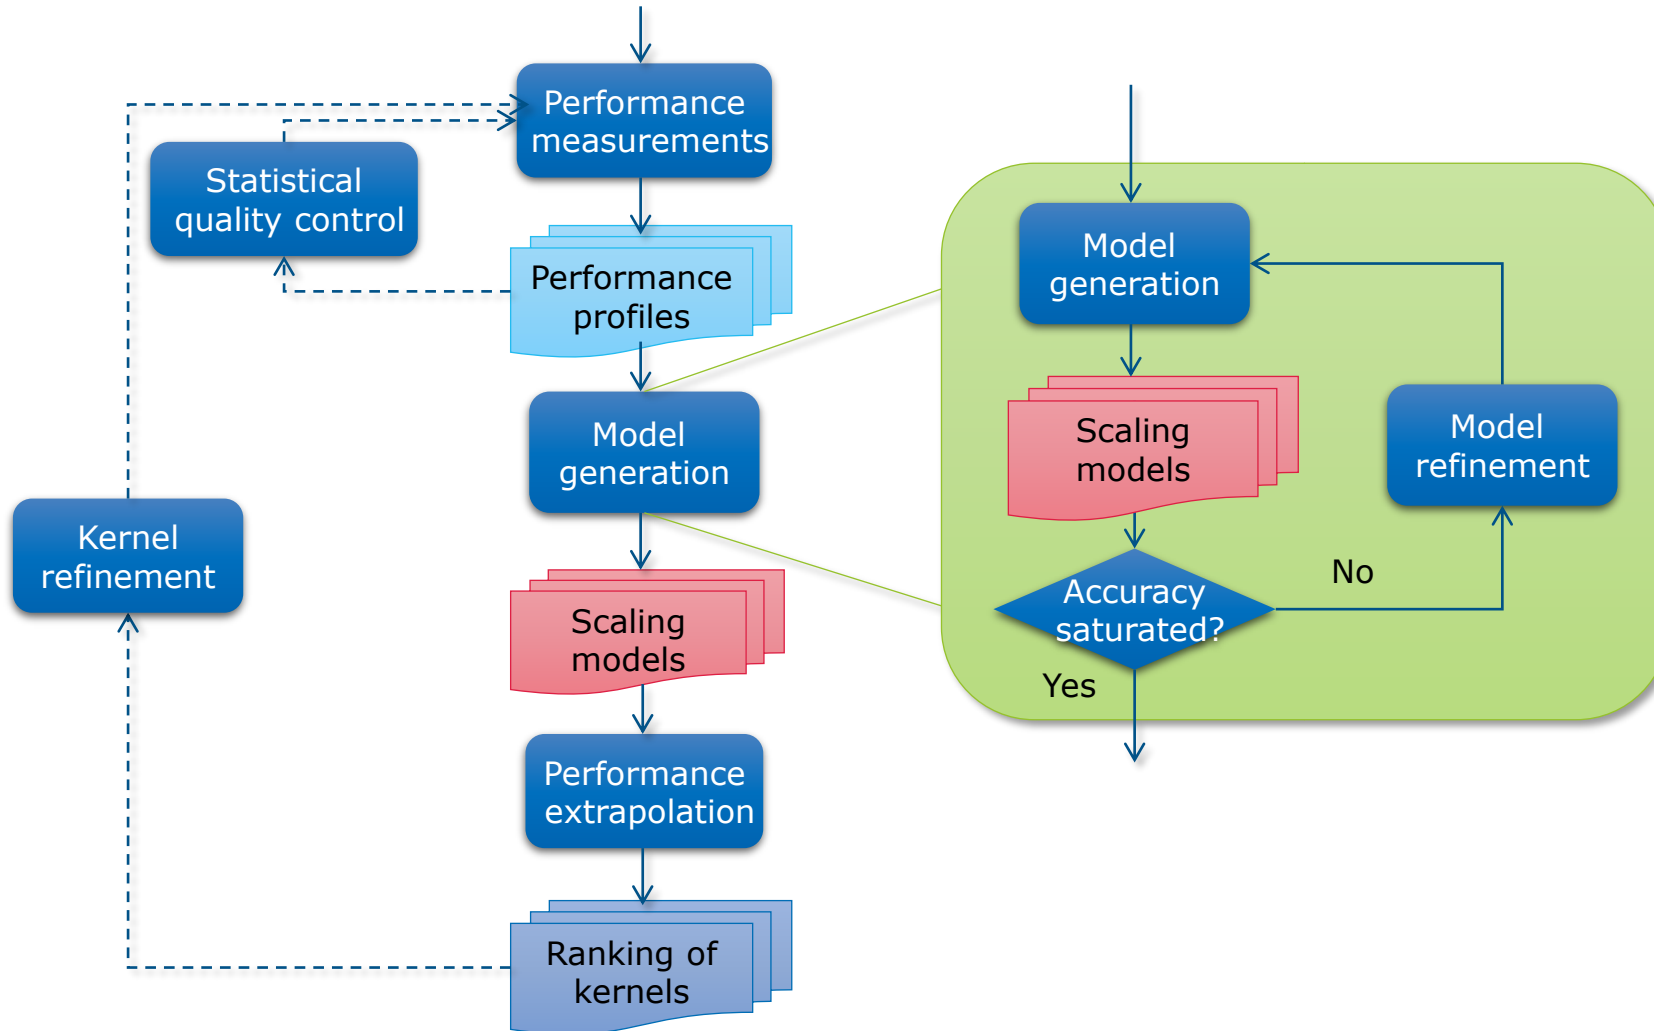 Performance
measurements
Statistical
quality control
Performance
profiles
Model
generation
Kernel
refinement
Scaling
models
Performance
extrapolation
Ranking of
kernels
Model
generation
Scaling
models
Model
refinement
Accuracy
saturated?
No
Yes